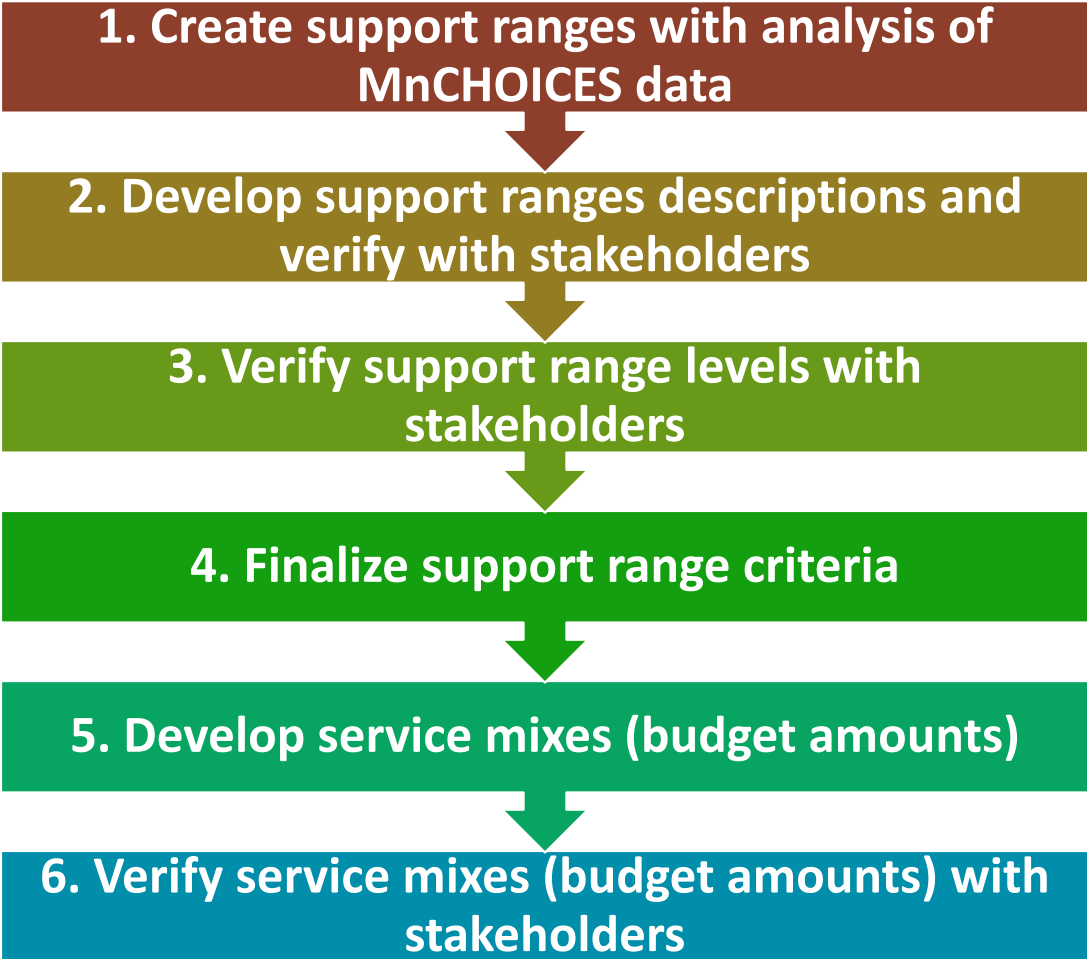 1. Create support ranges with analysis of
MnCHOICES data
2. Develop support ranges descriptions and
verify with stakeholders
3. Verify support range levels with
stakeholders
4. Finalize support range criteria
5. Develop service mixes (budget amounts)
6. Verify service mixes (budget amounts) with
stakeholders